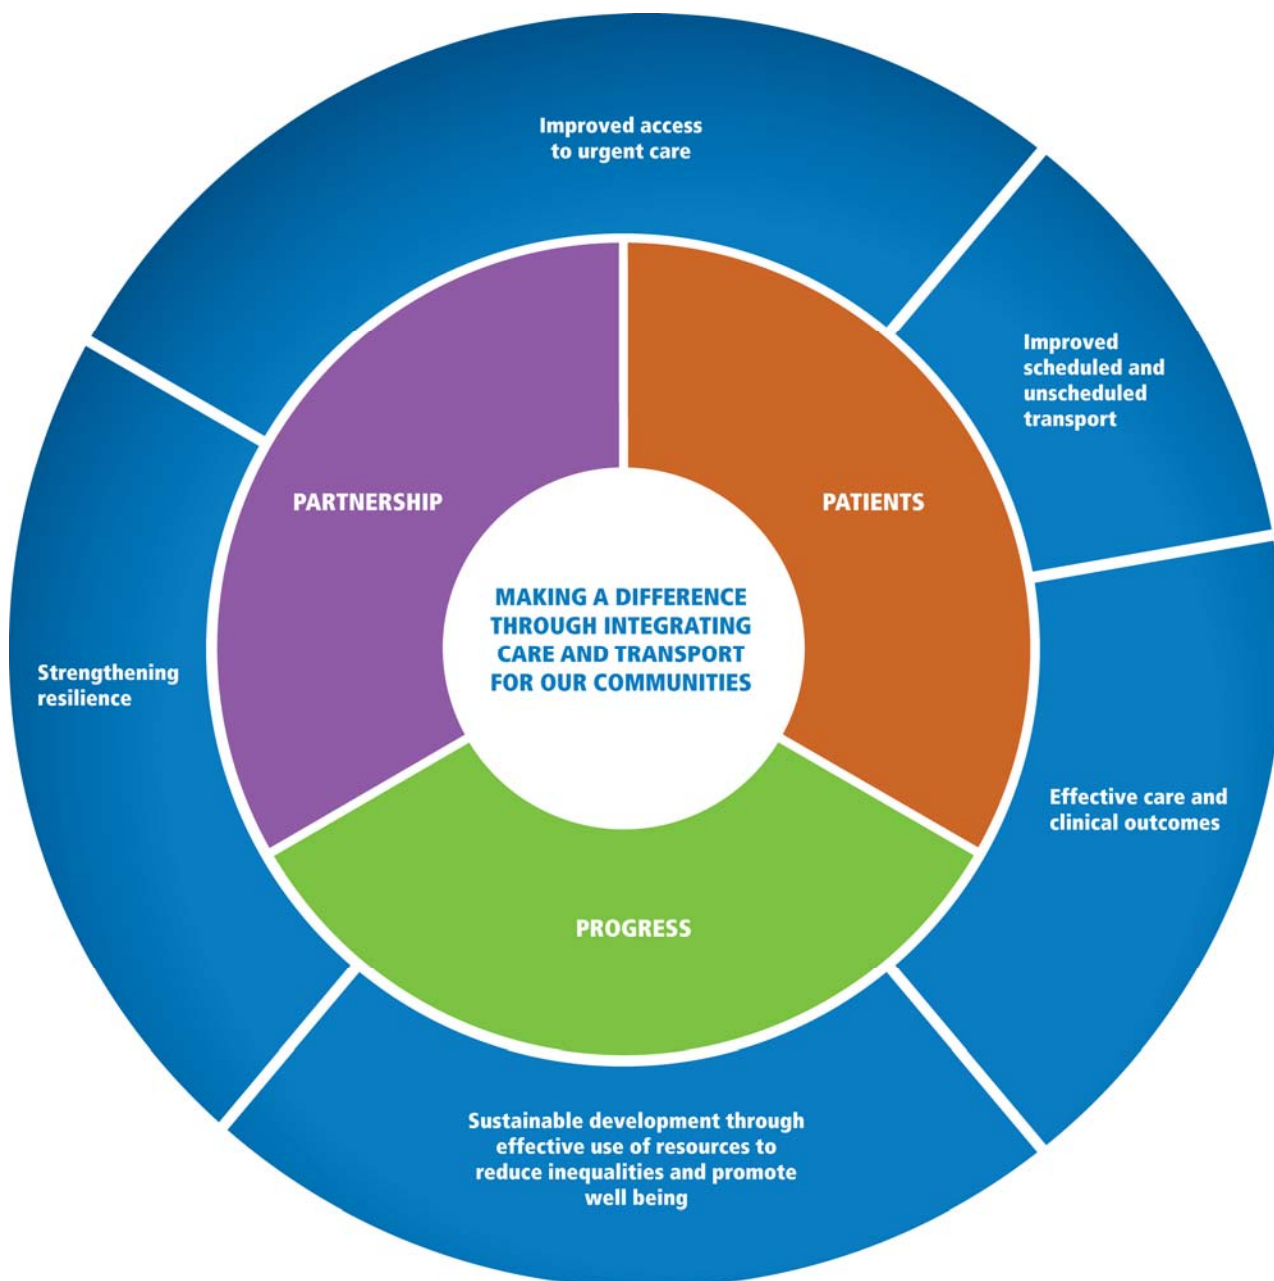 Improved access
to urgent care
Improved
scheduled and
unscheduled
transport
PARTNERSHIP
PATIENTS
MAKING A DIFFERENCE
THROUGH INTEGRATING
CARE AND TRANSPORT
FOR OUR COMMUNITIES
Strengthening
resilience
Effective care and
clinical outcomes
PROGRESS
Sustainable development through
effective use of resources to
reduce inequalities and promote
well being